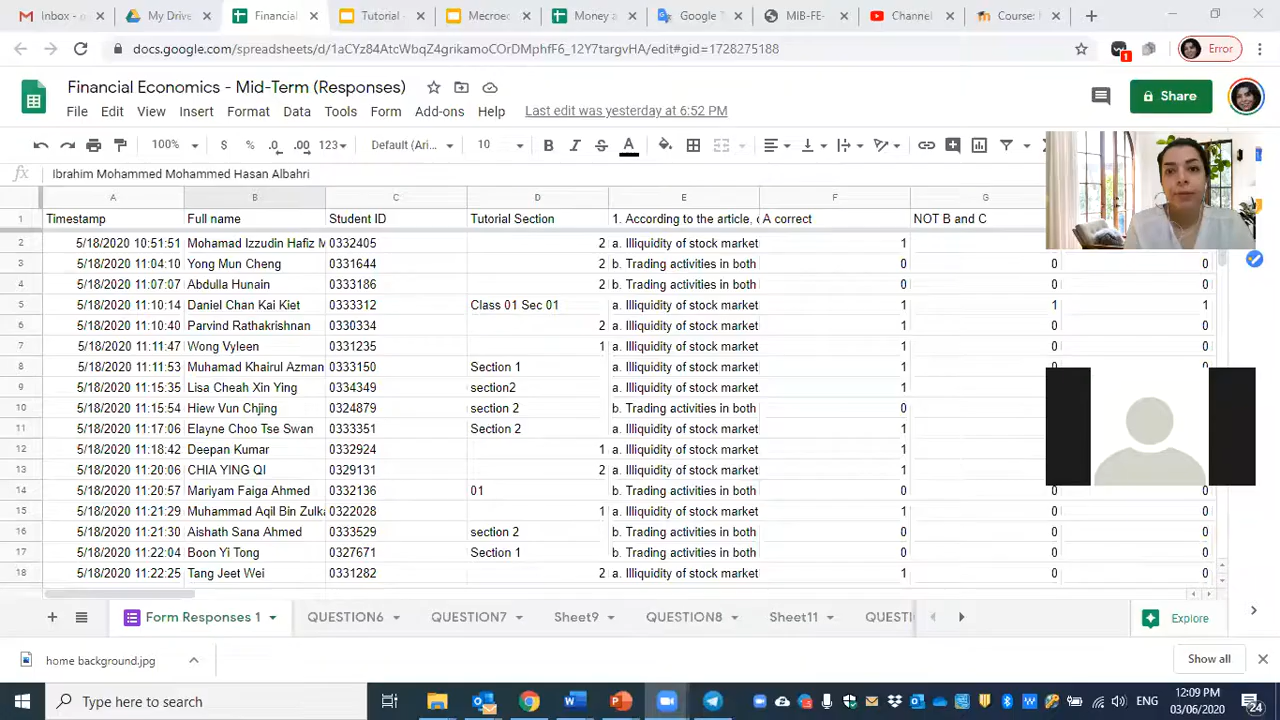 Inbox -
My Drive
Financial
Tutorial -
Mecroec
Money a
Google T
MIB-FE-
Channe
Course:
docs.google.com/spreadsheets/d/1aCYz84AtcWbqZ4grikamoCOrDMphfF6_12Y7targvHA/edit#gid=1728275188
1
Error
Financial Economics - Mid-Term (Responses)
File Edit View Insert Format Data Tools Form Add-ons Help Last edit was yesterday at 6:52 PM
Share
100% $ % .0 .00 123 Default (Ari... 10 B I S A
fx Ibrahim Mohammed Mohammed Hasan Albahri
A B C D E F G
1 Timestamp Full name Student ID Tutorial Section 1. According to the article, A correct NOT B and C
2 5/18/2020 10:51:51 Mohamad Izzudin Hafiz M 0332405 2 a. Illiquidity of stock market 1
3 5/18/2020 11:04:10 Yong Mun Cheng 0331644 2 b. Trading activities in both 0 0 0
4 5/18/2020 11:07:07 Abdulla Hunain 0333186 2 b. Trading activities in both 0 0 0
5 5/18/2020 11:10:14 Daniel Chan Kai Kiet 0333312 Class 01 Sec 01 a. Illiquidity of stock market 1 1 1
6 5/18/2020 11:10:40 Parvind Rathakrishnan 0330334 2 a. Illiquidity of stock market 1 0 0
7 5/18/2020 11:11:47 Wong Vyleen 0331235 1 a. Illiquidity of stock market 1 0 0
8 5/18/2020 11:11:53 Muhamad Khairul Azman 0333150 Section 1 a. Illiquidity of stock market 1
9 5/18/2020 11:15:35 Lisa Cheah Xin Ying 0334349 section2 a. Illiquidity of stock market 1
10 5/18/2020 11:15:54 Hiew Vun Chjing 0324879 section 2 b. Trading activities in both 0
11 5/18/2020 11:17:06 Elayne Choo Tse Swan 0333351 Section 2 a. Illiquidity of stock market 1
12 5/18/2020 11:18:42 Deepan Kumar 0332924 1 a. Illiquidity of stock market 1
13 5/18/2020 11:20:06 CHIA YING QI 0329131 2 a. Illiquidity of stock market 1
14 5/18/2020 11:20:57 Mariyam Faiga Ahmed 0332136 01 b. Trading activities in both 0 0 0
15 5/18/2020 11:21:29 Muhammad Aqil Bin Zulka 0322028 1 a. Illiquidity of stock market 1 0 0
16 5/18/2020 11:21:30 Aishath Sana Ahmed 0333529 section 2 b. Trading activities in both 0 0 0
17 5/18/2020 11:22:04 Boon Yi Tong 0327671 Section 1 b. Trading activities in both 0 0 0
18 5/18/2020 11:22:25 Tang Jeet Wei 0331282 2 a. Illiquidity of stock market 1 0 0
Form Responses 1 QUESTION6 QUESTION7 Sheet9 QUESTION8 Sheet11 QUESTI
Explore
home background.jpg
Show all
Type here to search
ENG
12:09 PM
03/06/2020
24